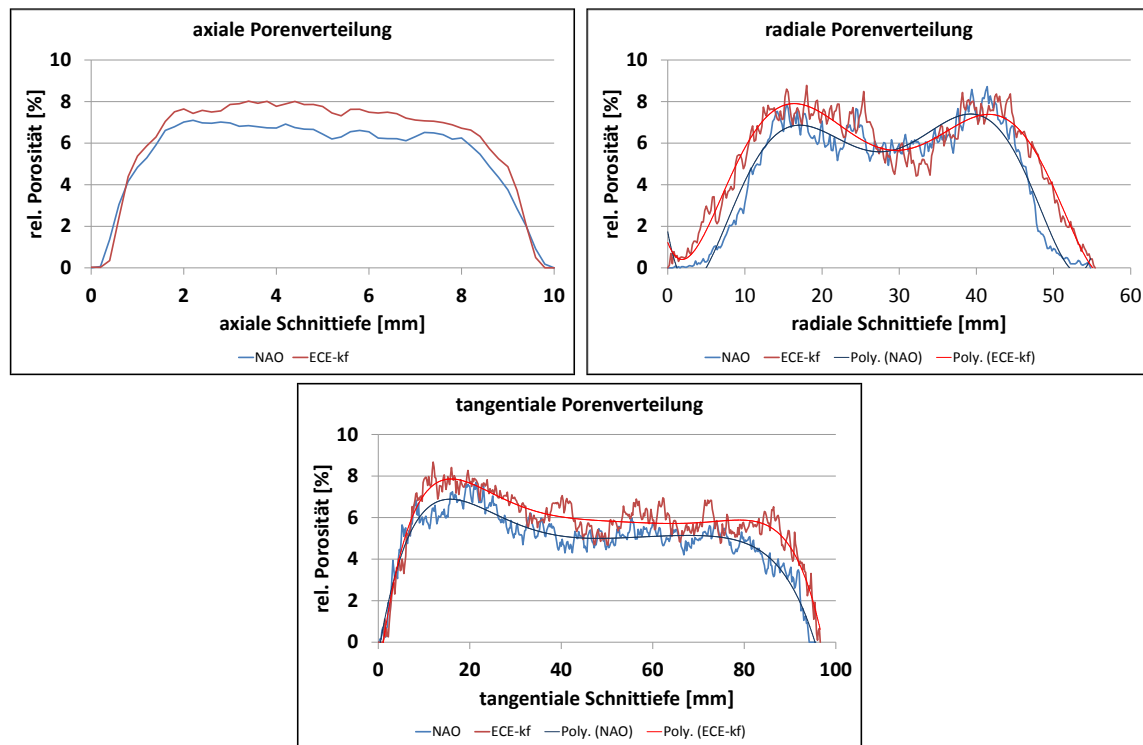 axiale Porenverteilung
rel. Porosität [%]
10
8
6
4
2
0
0 2 4 6 8 10
axiale Schnittiefe [mm]
NAO ECE-kf
radiale Porenverteilung
rel. Porosität [%]
10
8
6
4
2
0
0 10 20 30 40 50 60
radiale Schnittiefe [mm]
NAO ECE-kf Poly. (NAO) Poly. (ECE-kf)
tangentiale Porenverteilung
rel. Porosität [%]
10
8
6
4
2
0
0 20 40 60 80 100
tangentiale Schnittiefe [mm]
NAO ECE-kf Poly. (NAO) Poly. (ECE-kf)